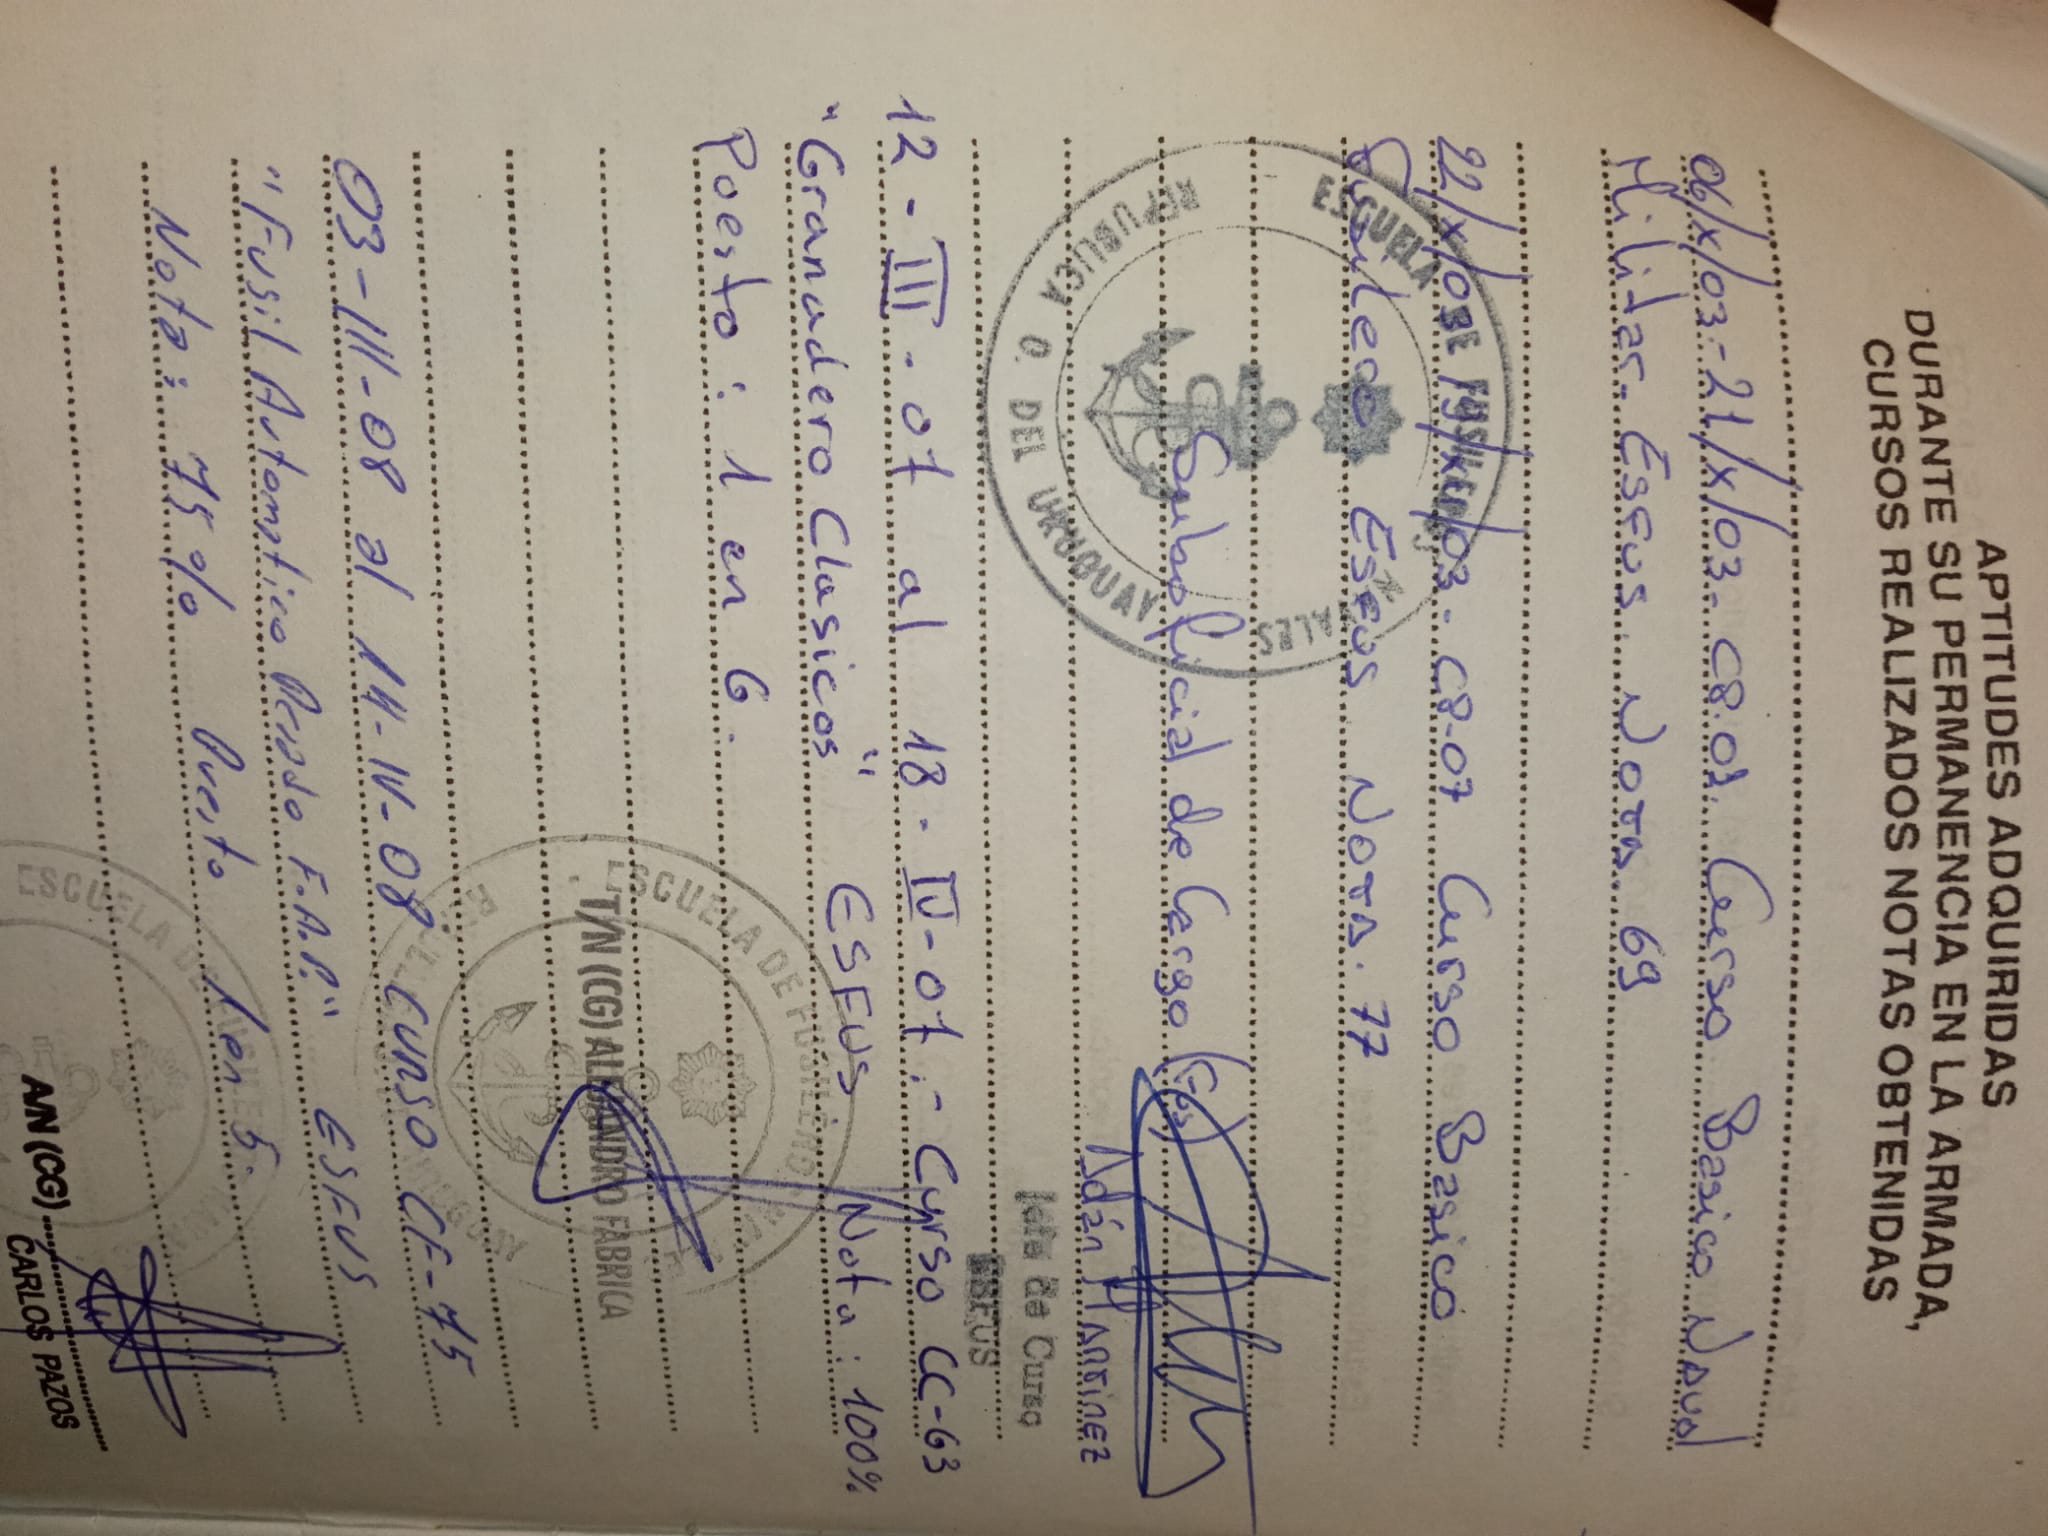 APTITUDES ADQUIRIDAS
DURANTE SU PERMANENCIA EN LA ARMADA,
CURSOS REALIZADOS NOTAS OBTENIDAS
06/X/03-21/X/03- C8.01. Curso Basico Naval
Militar- ESFUS. NOTA. 69
22/X/03 19/XII/03- C8-07 Curso Basico
Fusilero. ESFUS NOTA. 77
ESCUELA DE FUSILEROS NAVALES
REPUBLICA O. DEL URUGUAY
Suboficial de Cargo (Fus)
Adán MARTINEZ
Jefe de Curso
ESFUS
12-III-07 al 18-IV-07.- Curso CC-63
"Granadero Clasicos" ESFUS. Nota: 100%
Puesto: 1 en 6.
ESCUELA DE FUSILEROS NAVALES
T/N (CG) ALEJANDRO FABRICA
03-III-08 al 14-IV-08 CURSO CF-75
"Fusil Automatico Pesado F.A.P." ESFUS
Nota: 75% Puesto 1 en 5.
ESCUELA DE FUSILEROS
A/N (CG)
CARLOS PAZOS